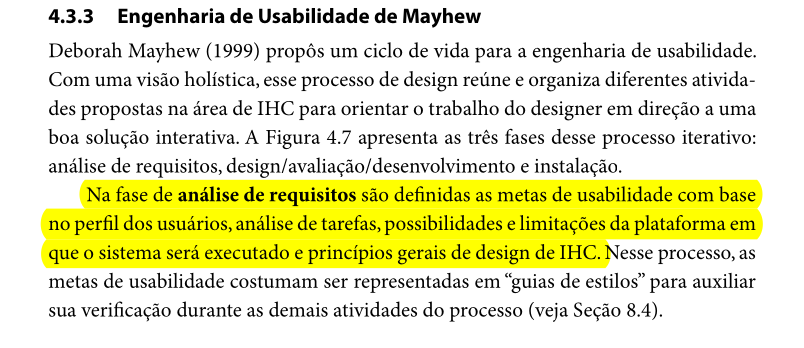 4.3.3 Engenharia de Usabilidade de Mayhew
Deborah Mayhew (1999) propôs um ciclo de vida para a engenharia de usabilidade.
Com uma visão holística, esse processo de design reúne e organiza diferentes ativida-
des propostas na área de IHC para orientar o trabalho do designer em direção a uma
boa solução interativa. A Figura 4.7 apresenta as três fases desse processo iterativo:
análise de requisitos, design/avaliação/desenvolvimento e instalação.
Na fase de análise de requisitos são definidas as metas de usabilidade com base
no perfil dos usuários, análise de tarefas, possibilidades e limitações da plataforma em
que o sistema será executado e princípios gerais de design de IHC. Nesse processo, as
metas de usabilidade costumam ser representadas em “guias de estilos” para auxiliar
sua verificação durante as demais atividades do processo (veja Seção 8.4).